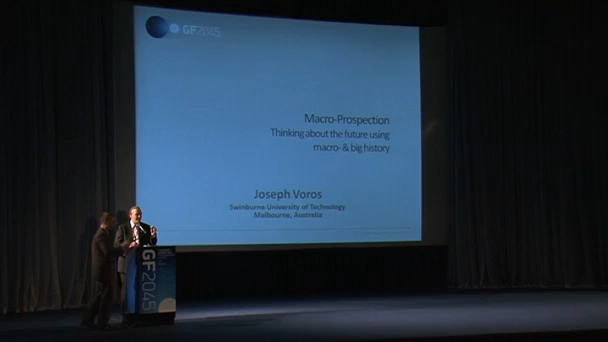 GF2045
Macro-Prospection
Thinking about the future using
macro- & big history
Joseph Voros
Swinburne University of Technology
Melbourne, Australia
GF2045